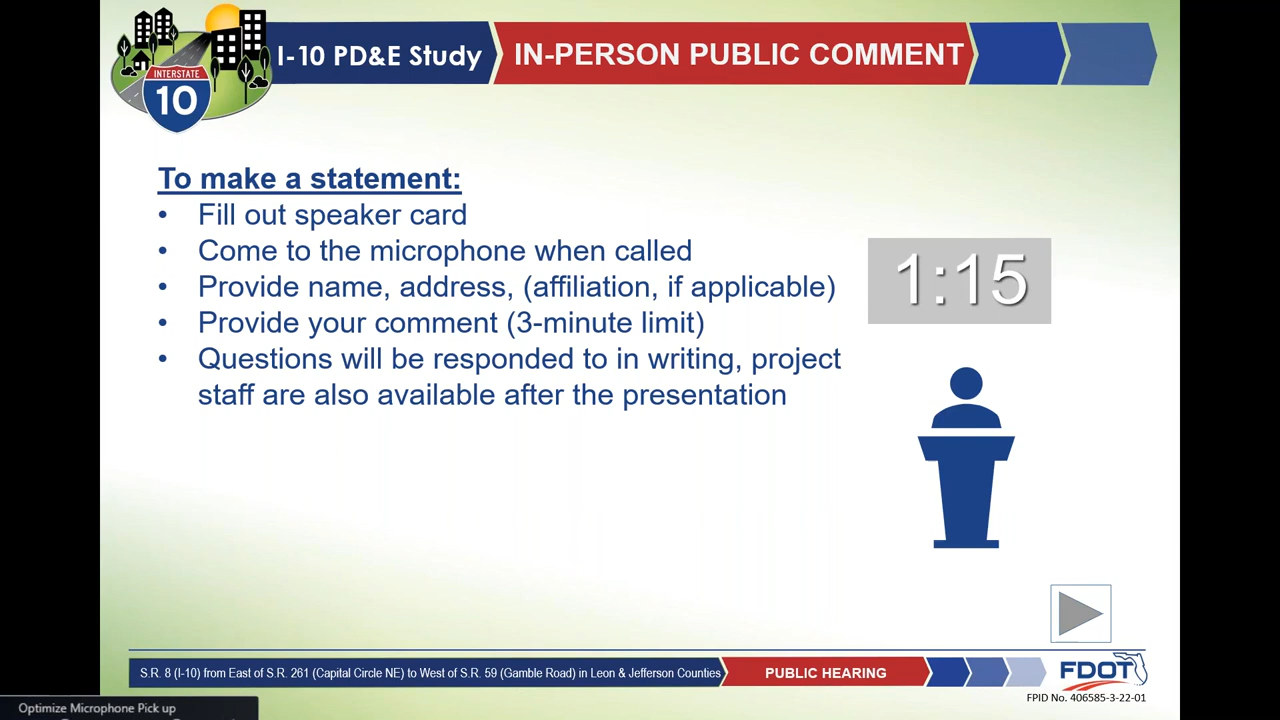 I-10 PD&E Study
IN-PERSON PUBLIC COMMENT
INTERSTATE
10
To make a statement:
• Fill out speaker card
• Come to the microphone when called
• Provide name, address, (affiliation, if applicable)
• Provide your comment (3-minute limit)
• Questions will be responded to in writing, project
staff are also available after the presentation
1:15
S.R. 8 (I-10) from East of S.R. 261 (Capital Circle NE) to West of S.R. 59 (Gamble Road) in Leon & Jefferson Counties
PUBLIC HEARING
FDOT
FPID No. 406585-3-22-01
Optimize Microphone Pick up